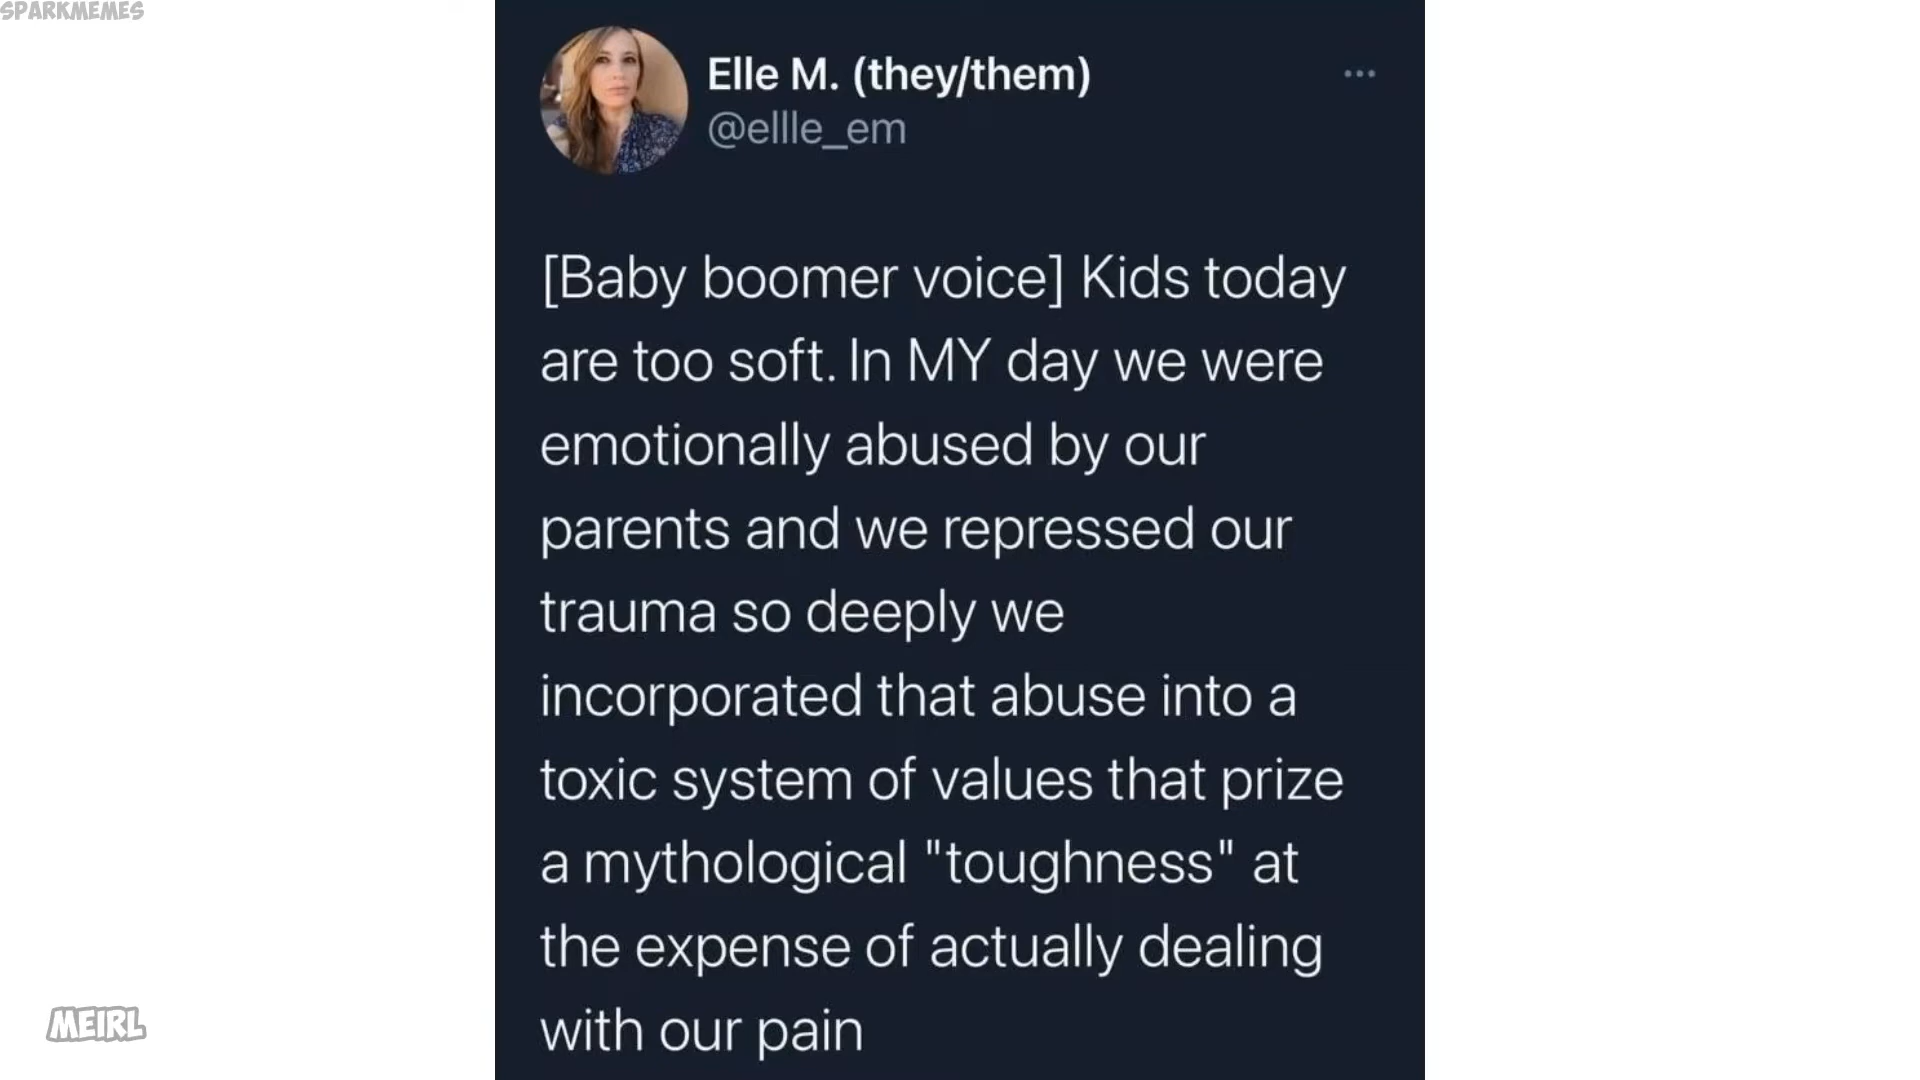 SPARKMEMES
Elle M. (they/them)
@ellle_em
[Baby boomer voice] Kids today
are too soft. In MY day we were
emotionally abused by our
parents and we repressed our
trauma so deeply we
incorporated that abuse into a
toxic system of values that prize
a mythological "toughness" at
the expense of actually dealing
with our pain
MEIRL